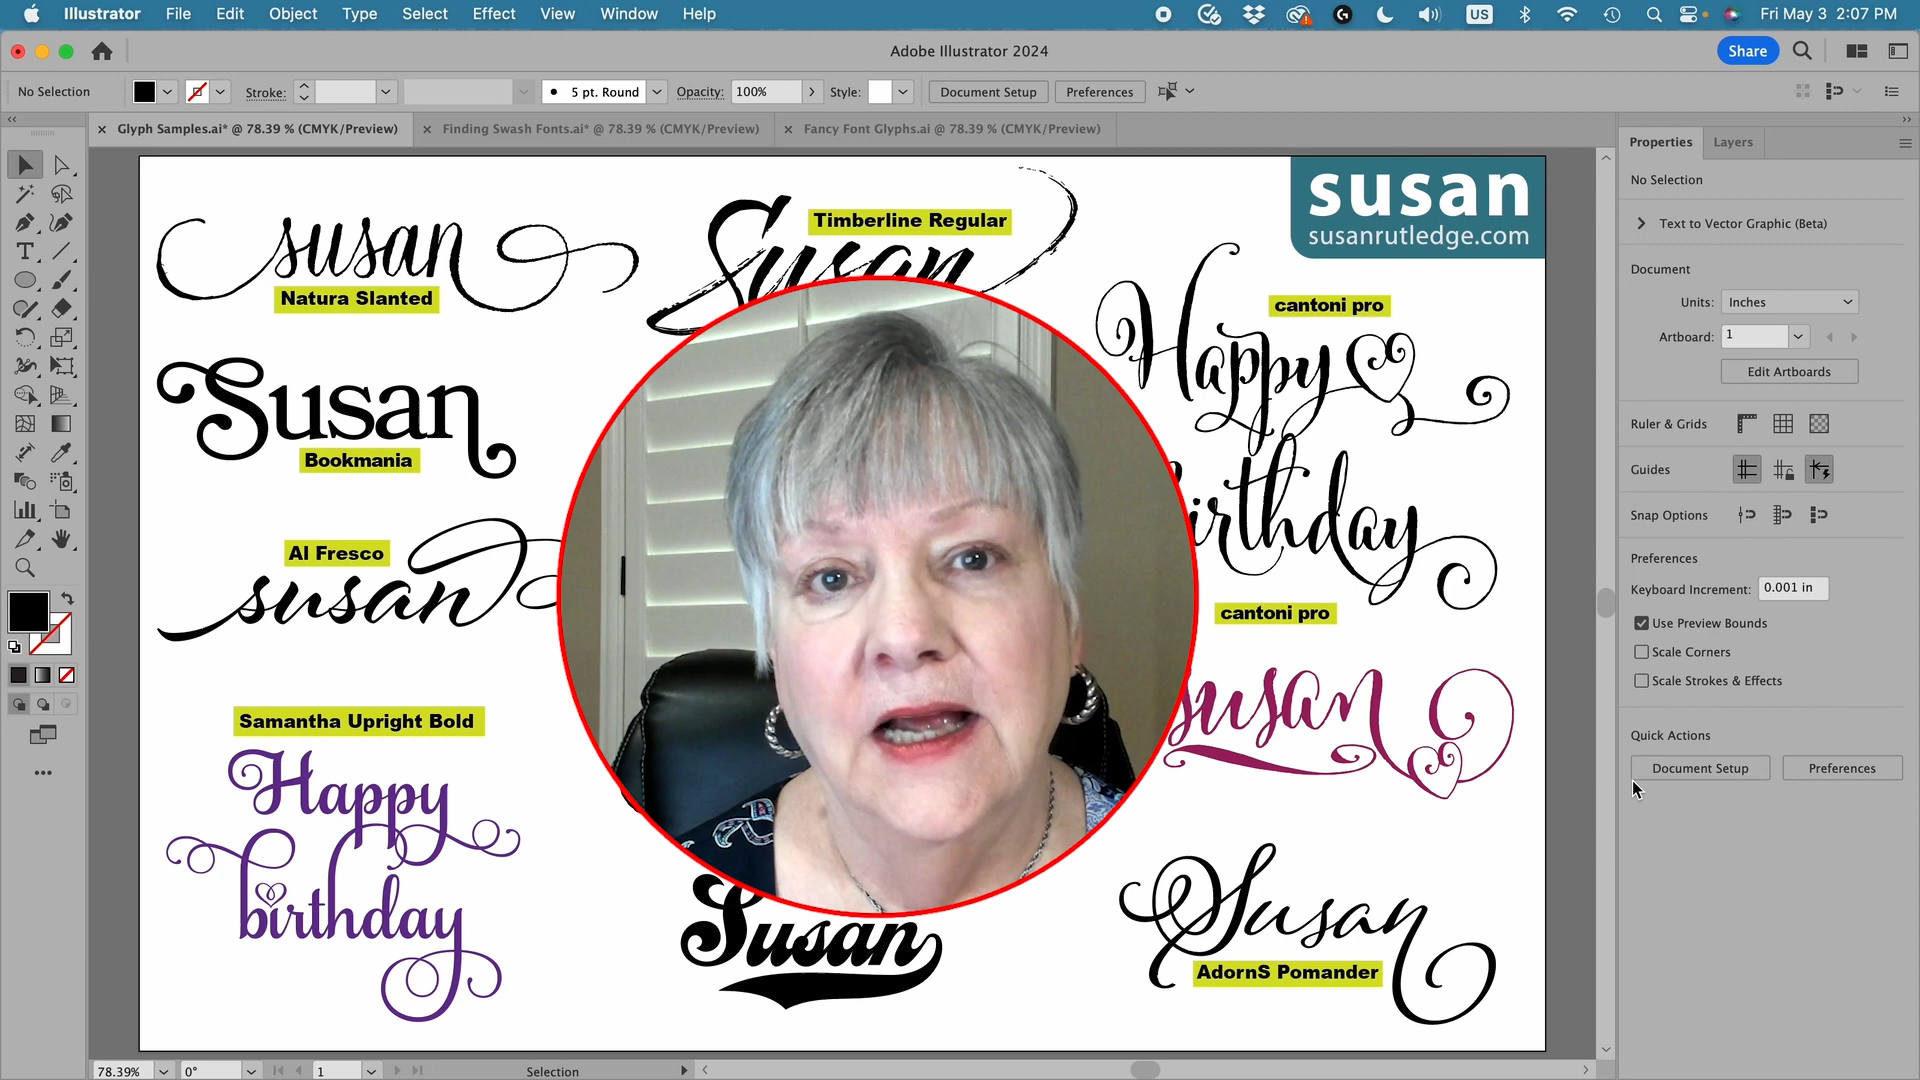 Illustrator File Edit Object Type Select Effect View Window Help
US
Fri May 3 2:07 PM
Adobe Illustrator 2024
Share
No Selection
Stroke:
5 pt. Round
Opacity: 100%
Style:
Document Setup
Preferences
Glyph Samples.ai* @ 78.39 % (CMYK/Preview)
Finding Swash Fonts.ai* @ 78.39 % (CMYK/Preview)
Fancy Font Glyphs.ai @ 78.39 % (CMYK/Preview)
susan
Natura Slanted
Timberline Regular
Susan
susan
susanrutledge.com
cantoni pro
Happy
Birthday
cantoni pro
Susan
Bookmania
Al Fresco
susan
susan
Samantha Upright Bold
Happy
birthday
Susan
Susan
AdornS Pomander
Properties
Layers
No Selection
Text to Vector Graphic (Beta)
Document
Units: Inches
Artboard: 1
Edit Artboards
Ruler & Grids
Guides
Snap Options
Preferences
Keyboard Increment: 0.001 in
Use Preview Bounds
Scale Corners
Scale Strokes & Effects
Quick Actions
Document Setup
Preferences
78.39%
0°
1
Selection